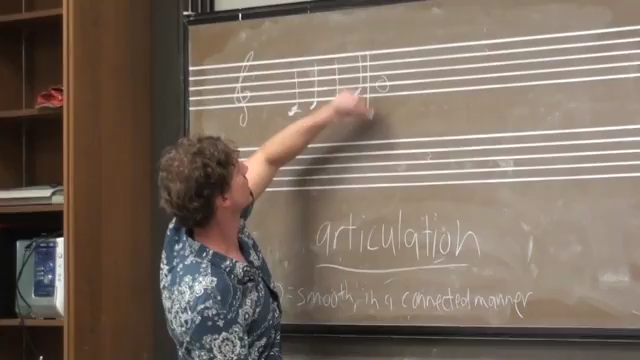 articulation
= smooth, in a connected manner